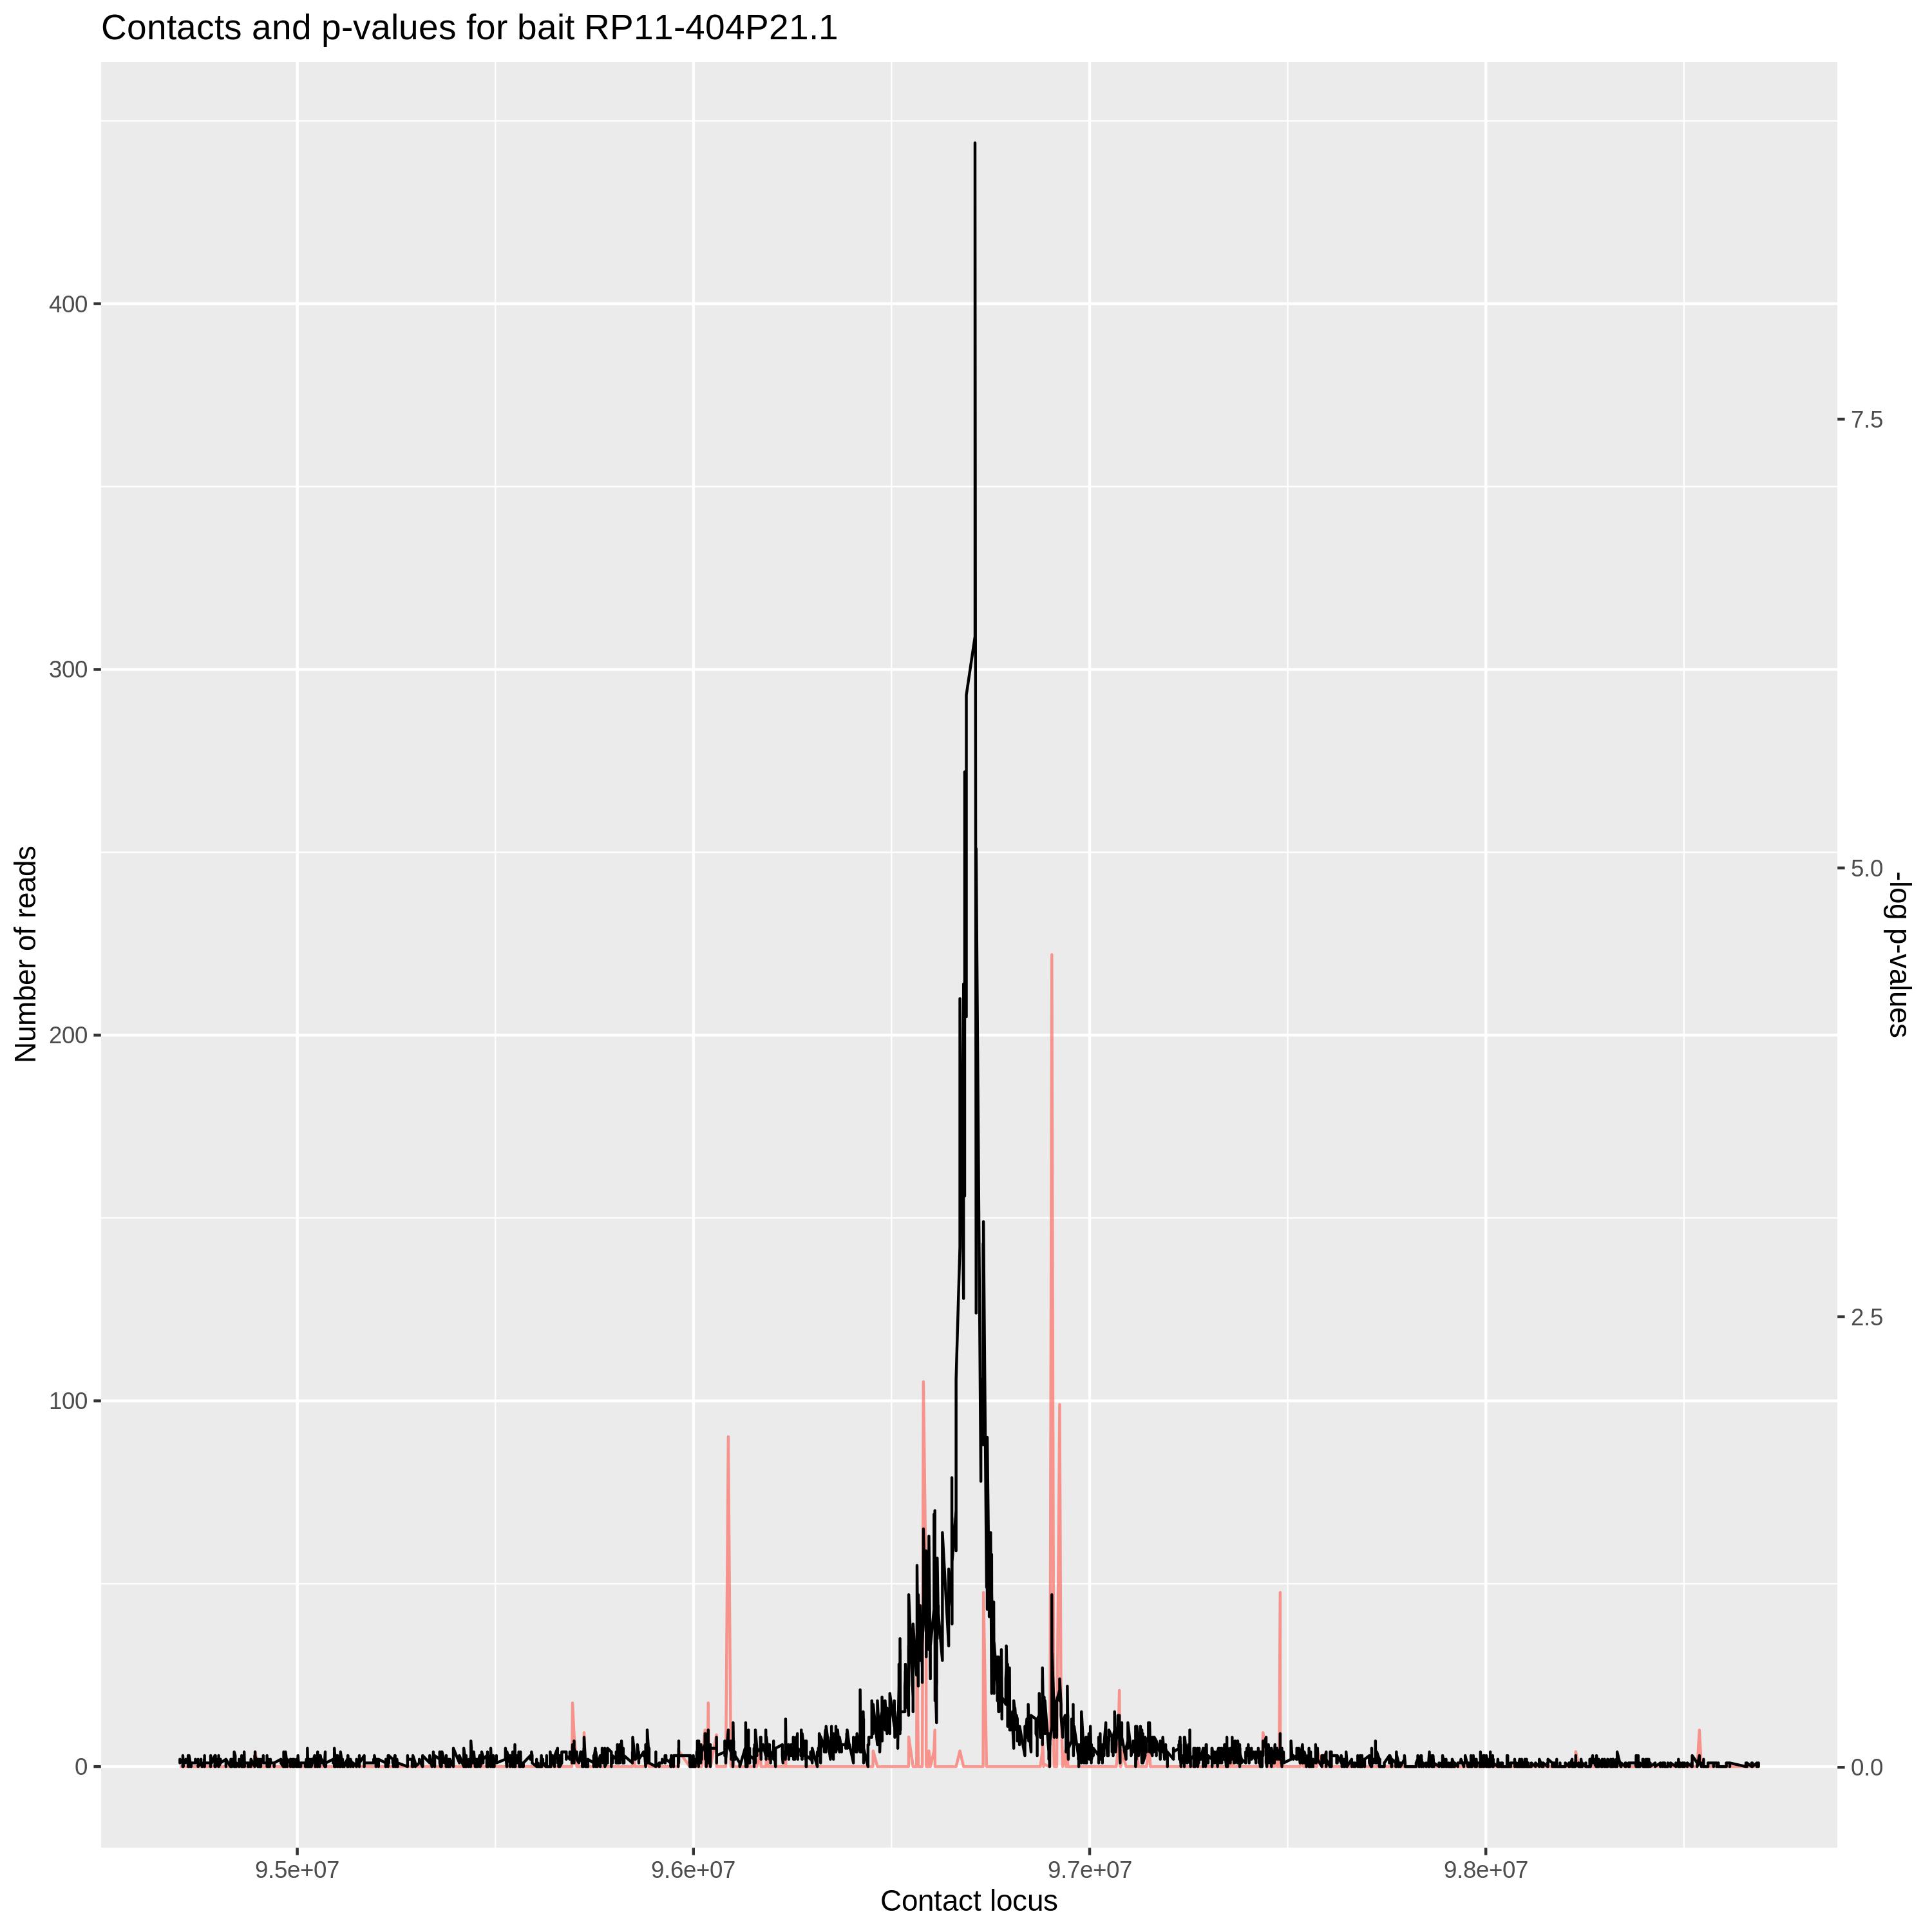 Contacts and p-values for bait RP11-404P21.1
Number of reads
400
300
200
100
0
7.5
5.0
2.5
0.0
-log p-values
9.5e+07
9.6e+07
9.7e+07
9.8e+07
Contact locus